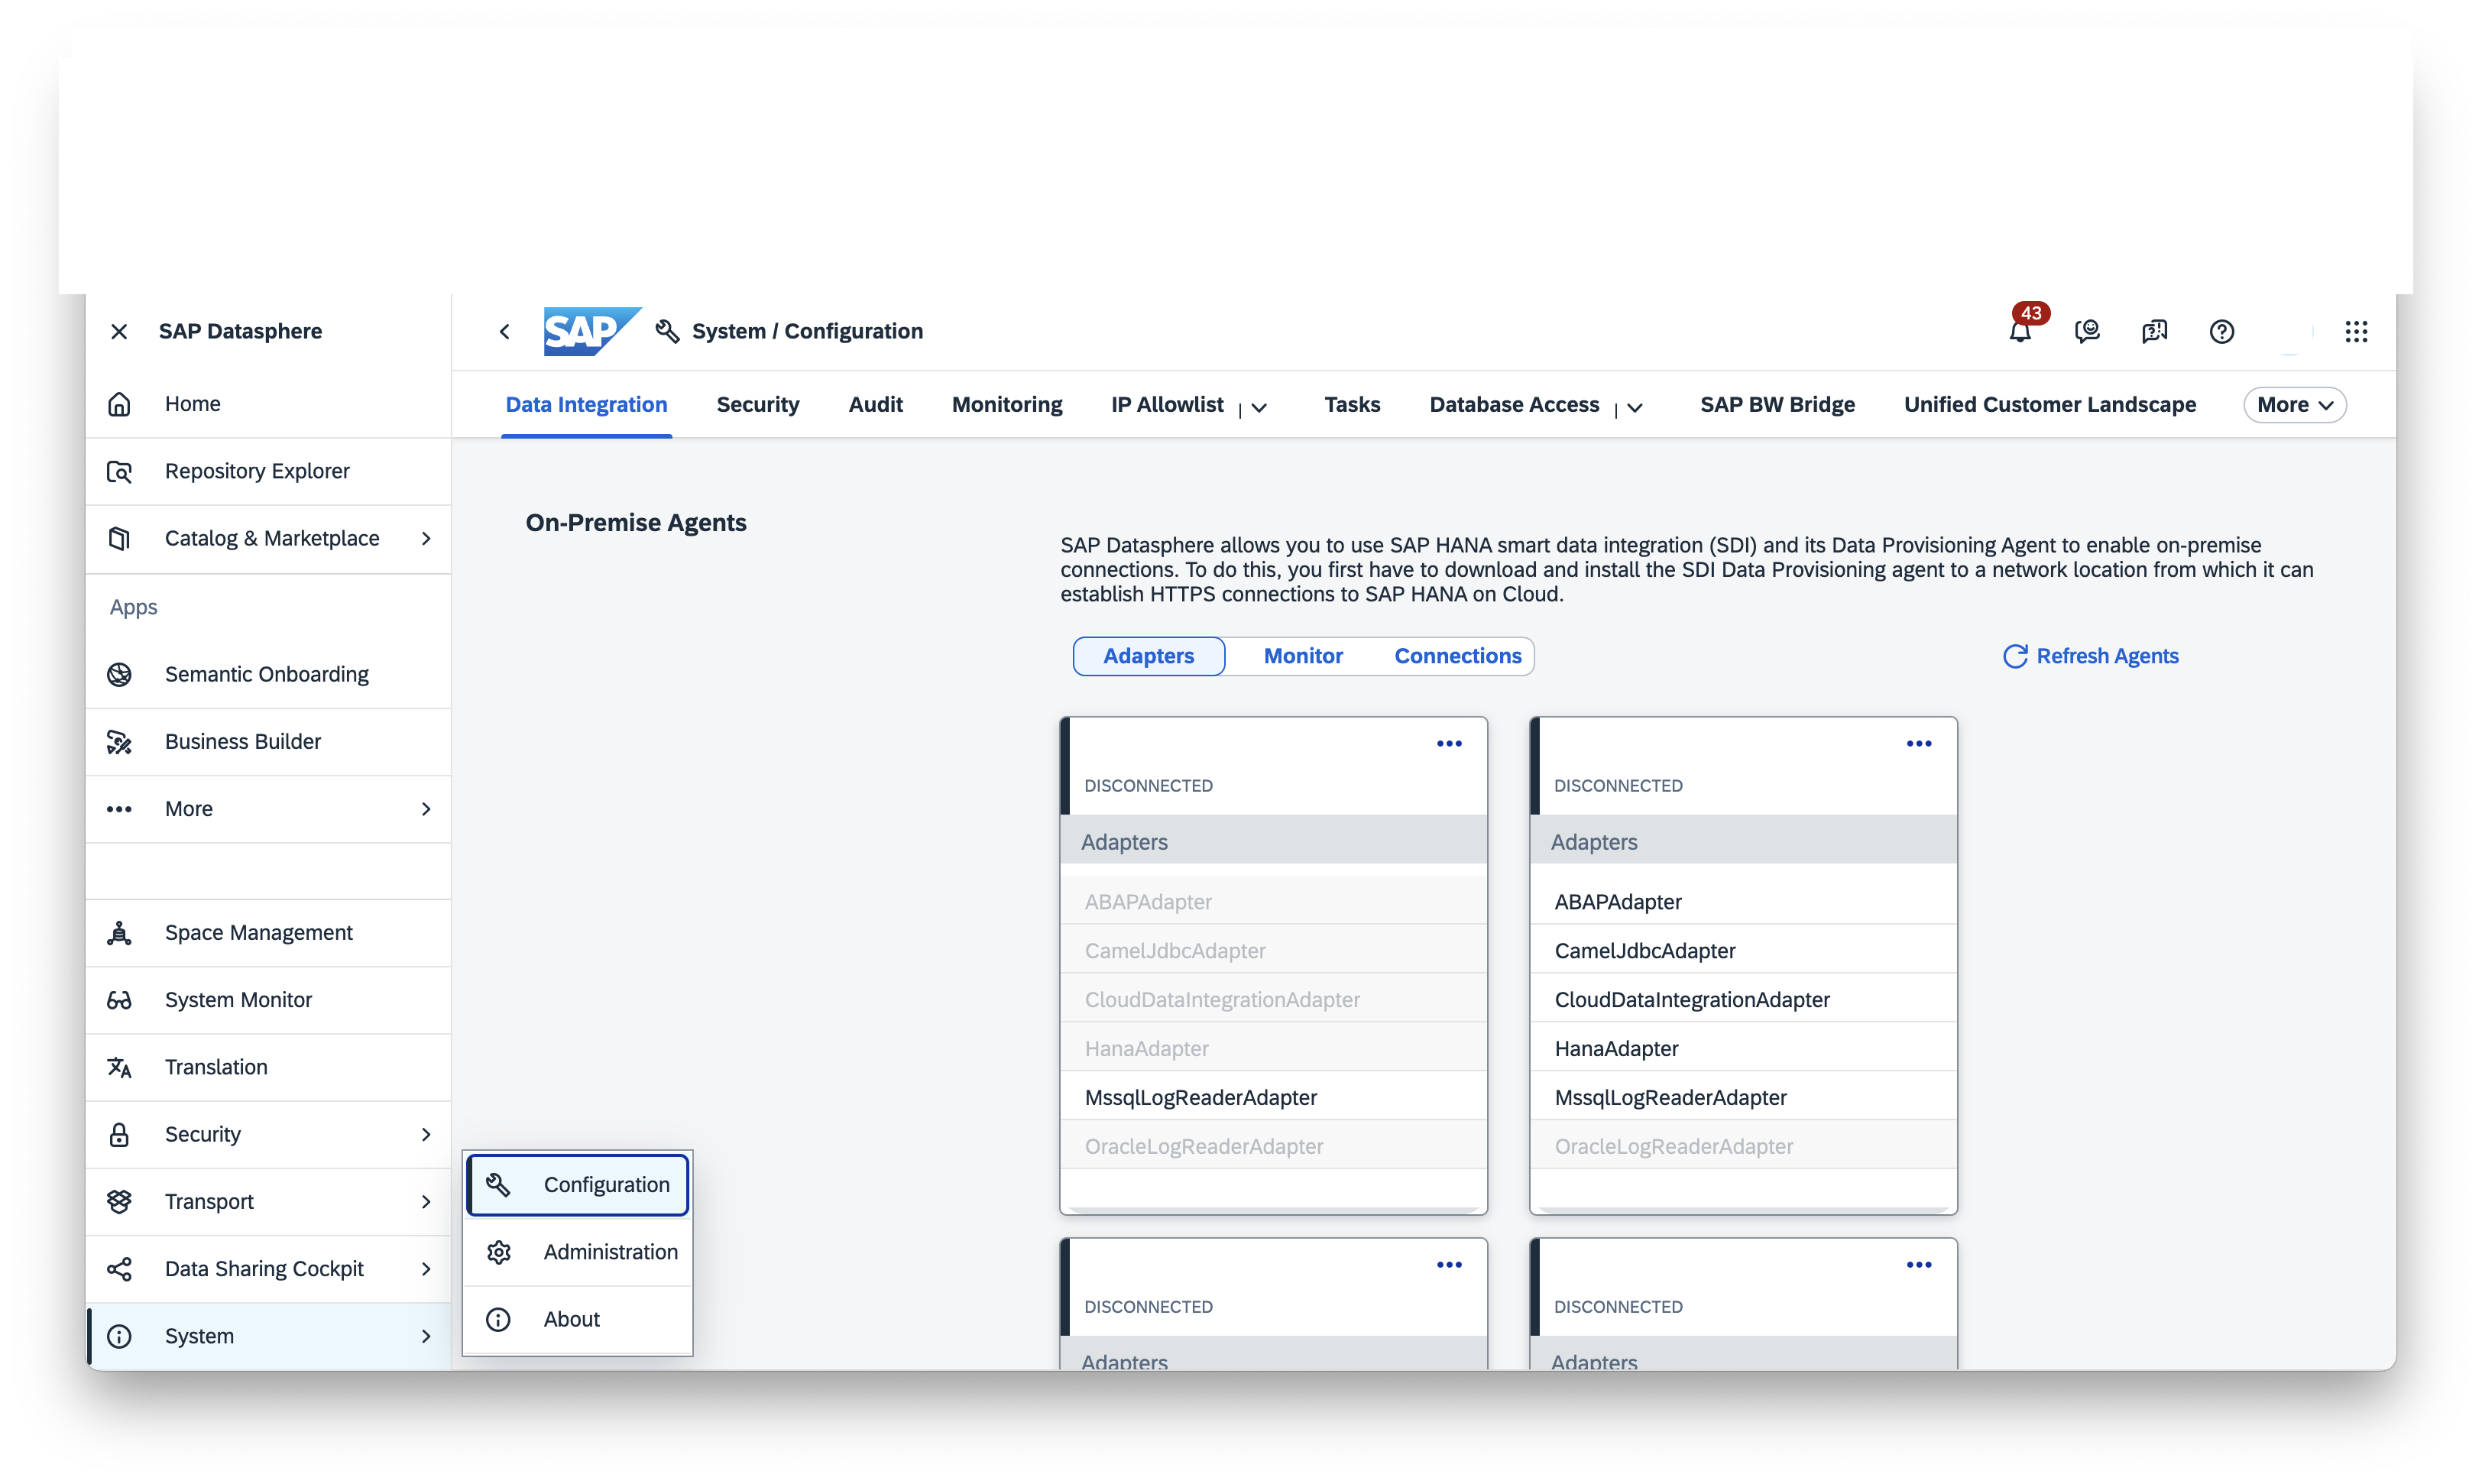 SAP Datasphere
Home
Repository Explorer
Catalog & Marketplace
Apps
Semantic Onboarding
Business Builder
More
Space Management
System Monitor
Translation
Security
Transport
Data Sharing Cockpit
System
Configuration
Administration
About
SAP
System / Configuration
43
Data Integration
Security
Audit
Monitoring
IP Allowlist
Tasks
Database Access
SAP BW Bridge
Unified Customer Landscape
More
On-Premise Agents
SAP Datasphere allows you to use SAP HANA smart data integration (SDI) and its Data Provisioning Agent to enable on-premise
connections. To do this, you first have to download and install the SDI Data Provisioning agent to a network location from which it can
establish HTTPS connections to SAP HANA on Cloud.
Adapters
Monitor
Connections
Refresh Agents
DISCONNECTED
Adapters
ABAPAdapter
CamelJdbcAdapter
CloudDataIntegrationAdapter
HanaAdapter
MssqlLogReaderAdapter
OracleLogReaderAdapter
DISCONNECTED
Adapters
ABAPAdapter
CamelJdbcAdapter
CloudDataIntegrationAdapter
HanaAdapter
MssqlLogReaderAdapter
OracleLogReaderAdapter
DISCONNECTED
Adapters
DISCONNECTED
Adapters